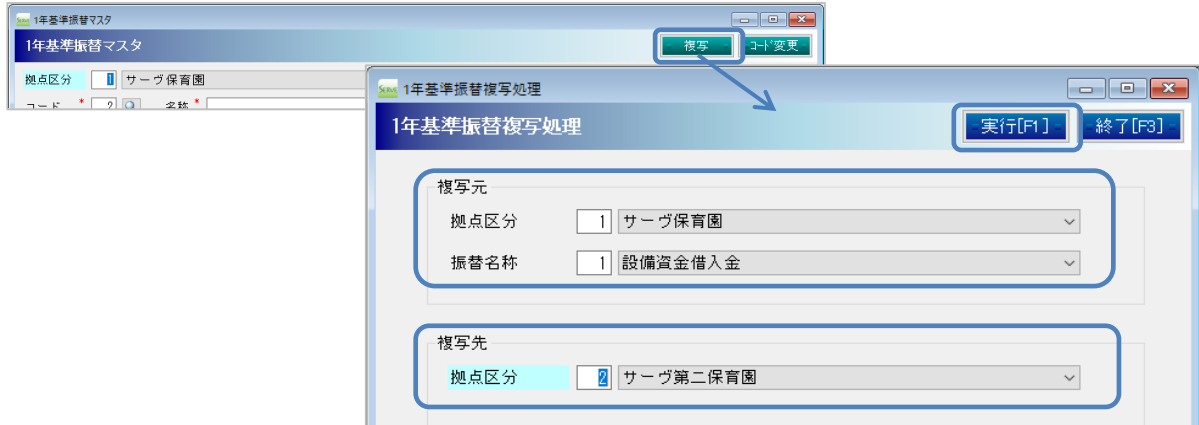 SERVE 1年基準振替マスタ
1年基準振替マスタ 複写 コード変更
拠点区分 1 サーヴ保育園
コード * 2 名称 *
SERVE 1年基準振替複写処理
1年基準振替複写処理 実行[F1] 終了[F3]
複写元
拠点区分 1 サーヴ保育園
振替名称 1 設備資金借入金
複写先
拠点区分 2 サーヴ第二保育園